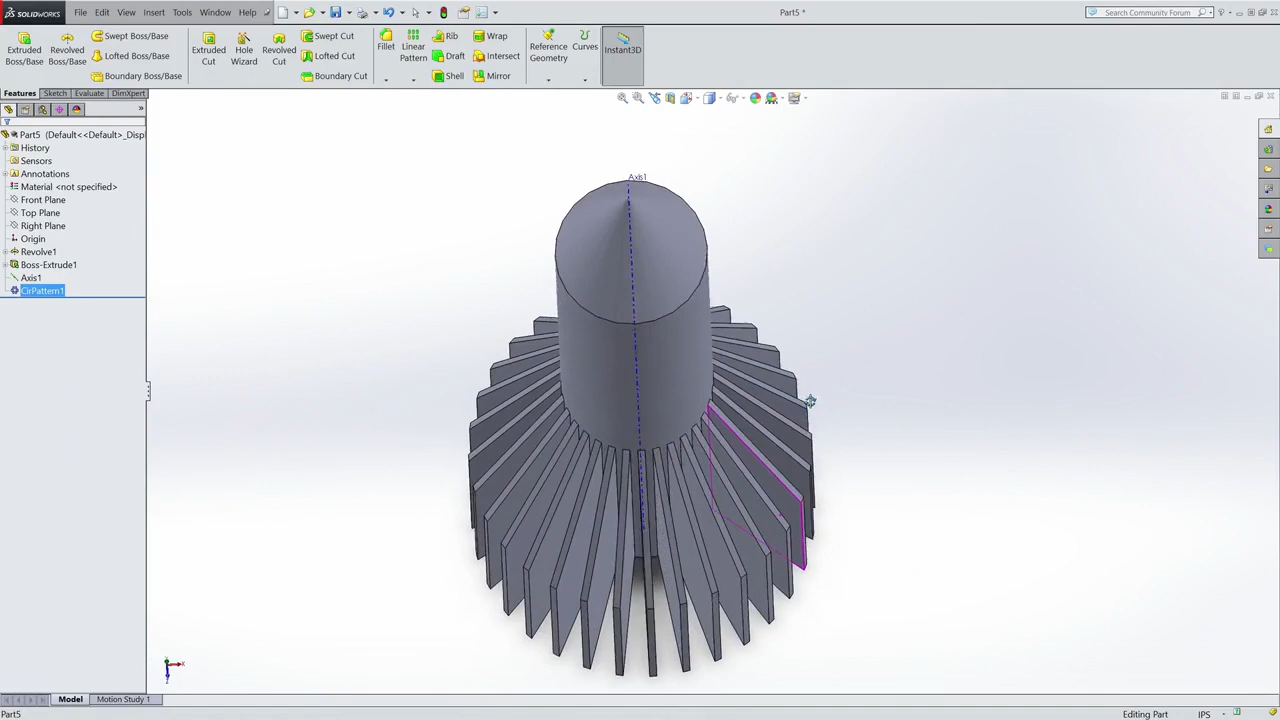 SOLIDWORKS File Edit View Insert Tools Window Help Part5 * Search Community Forum
Extruded Boss/Base
Revolved Boss/Base
Swept Boss/Base
Lofted Boss/Base
Boundary Boss/Base
Extruded Cut
Hole Wizard
Revolved Cut
Swept Cut
Lofted Cut
Boundary Cut
Fillet
Linear Pattern
Rib
Draft
Shell
Wrap
Intersect
Mirror
Reference Geometry
Curves
Instant3D
Features Sketch Evaluate DimXpert
Part5 (Default<<Default>_Displ
History
Sensors
Annotations
Material <not specified>
Front Plane
Top Plane
Right Plane
Origin
Revolve1
Boss-Extrude1
Axis1
CirPattern1
Axis1
X
Model Motion Study 1
Part5 Editing Part IPS